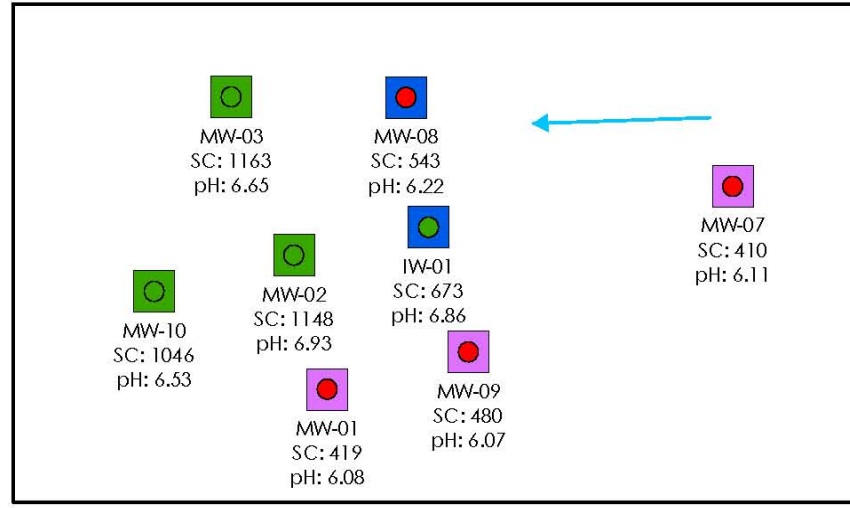 MW-03
SC: 1163
pH: 6.65
MW-08
SC: 543
pH: 6.22
MW-07
SC: 410
pH: 6.11
IW-01
SC: 673
pH: 6.86
MW-02
SC: 1148
pH: 6.93
MW-10
SC: 1046
pH: 6.53
MW-09
SC: 480
pH: 6.07
MW-01
SC: 419
pH: 6.08